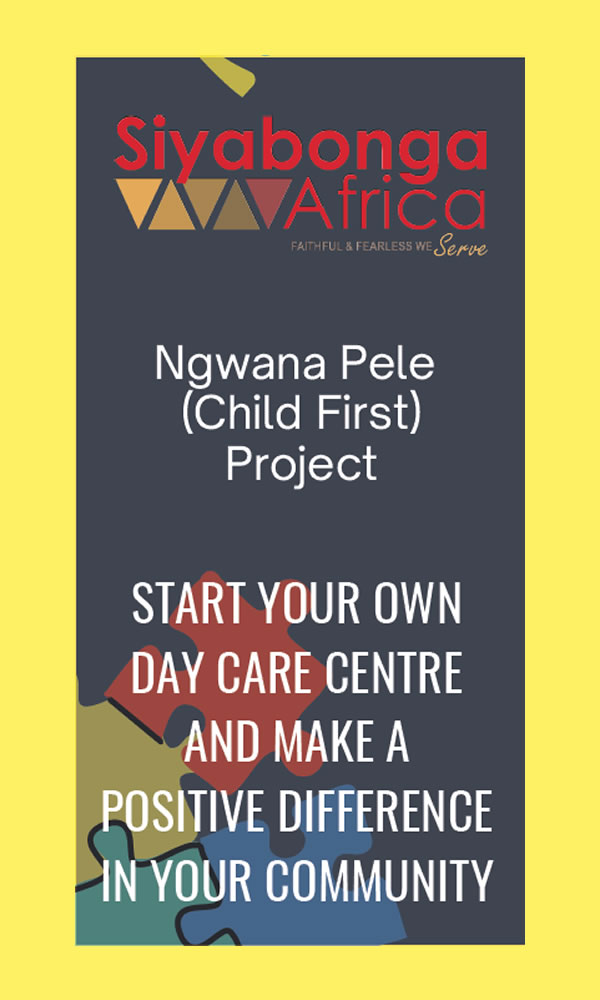 Siyabonga
Africa
FAITHFUL & FEARLESS WE Serve
Ngwana Pele
(Child First)
Project
START YOUR OWN
DAY CARE CENTRE
AND MAKE A
POSITIVE DIFFERENCE
IN YOUR COMMUNITY